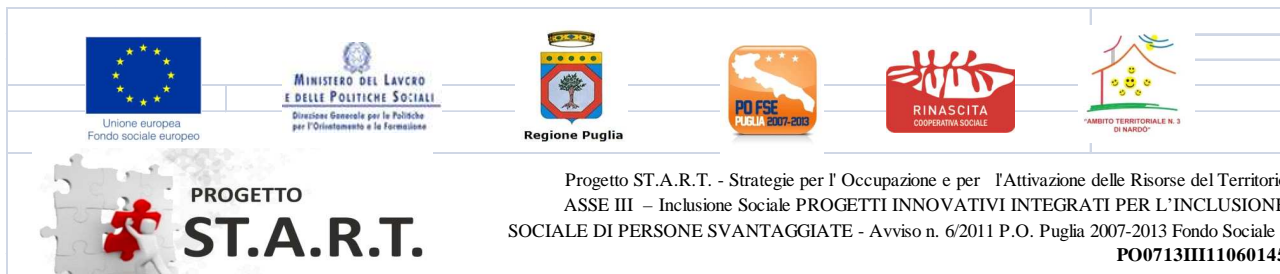 Unione europea
Fondo sociale europeo
MINISTERO DEL LAVORO
E DELLE POLITICHE SOCIALI
Direzione Generale per le Politiche
per l'Orientamento e la Formazione
Regione Puglia
PO FSE
PUGLIA 2007-2013
RINASCITA
COOPERATIVA SOCIALE
"AMBITO TERRITORIALE N. 3
DI NARDÒ"
PROGETTO
ST.A.R.T.
Progetto ST.A.R.T. - Strategie per l' Occupazione e per l'Attivazione delle Risorse del Territorio
ASSE III – Inclusione Sociale PROGETTI INNOVATIVI INTEGRATI PER L'INCLUSIONE
SOCIALE DI PERSONE SVANTAGGIATE - Avviso n. 6/2011 P.O. Puglia 2007-2013 Fondo Sociale
PO0713III11060145